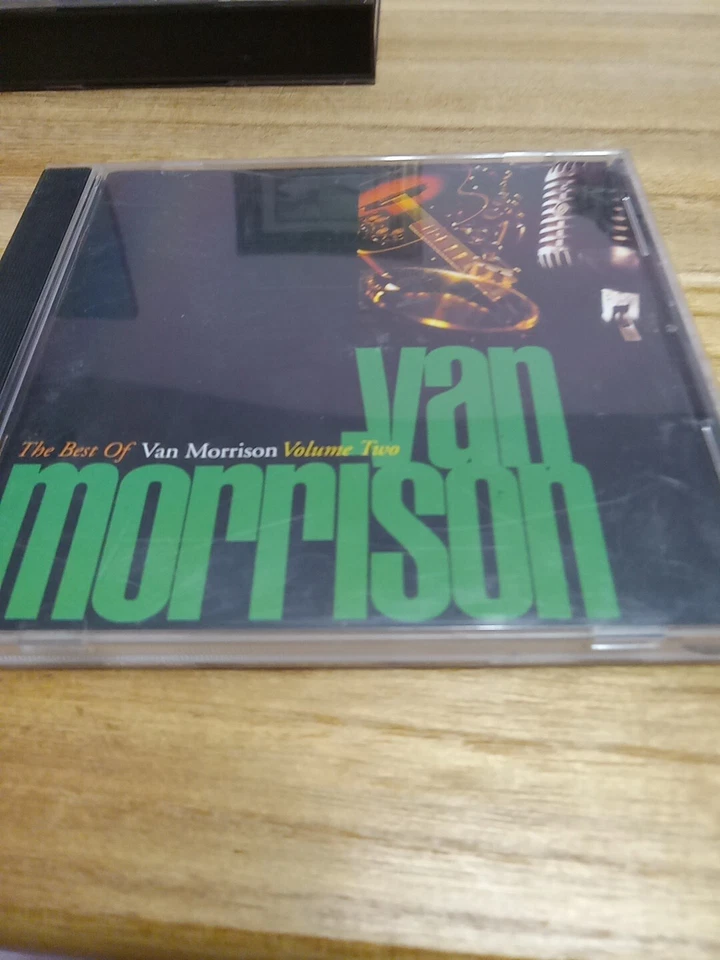 van
The Best Of Van Morrison Volume Two
morrison